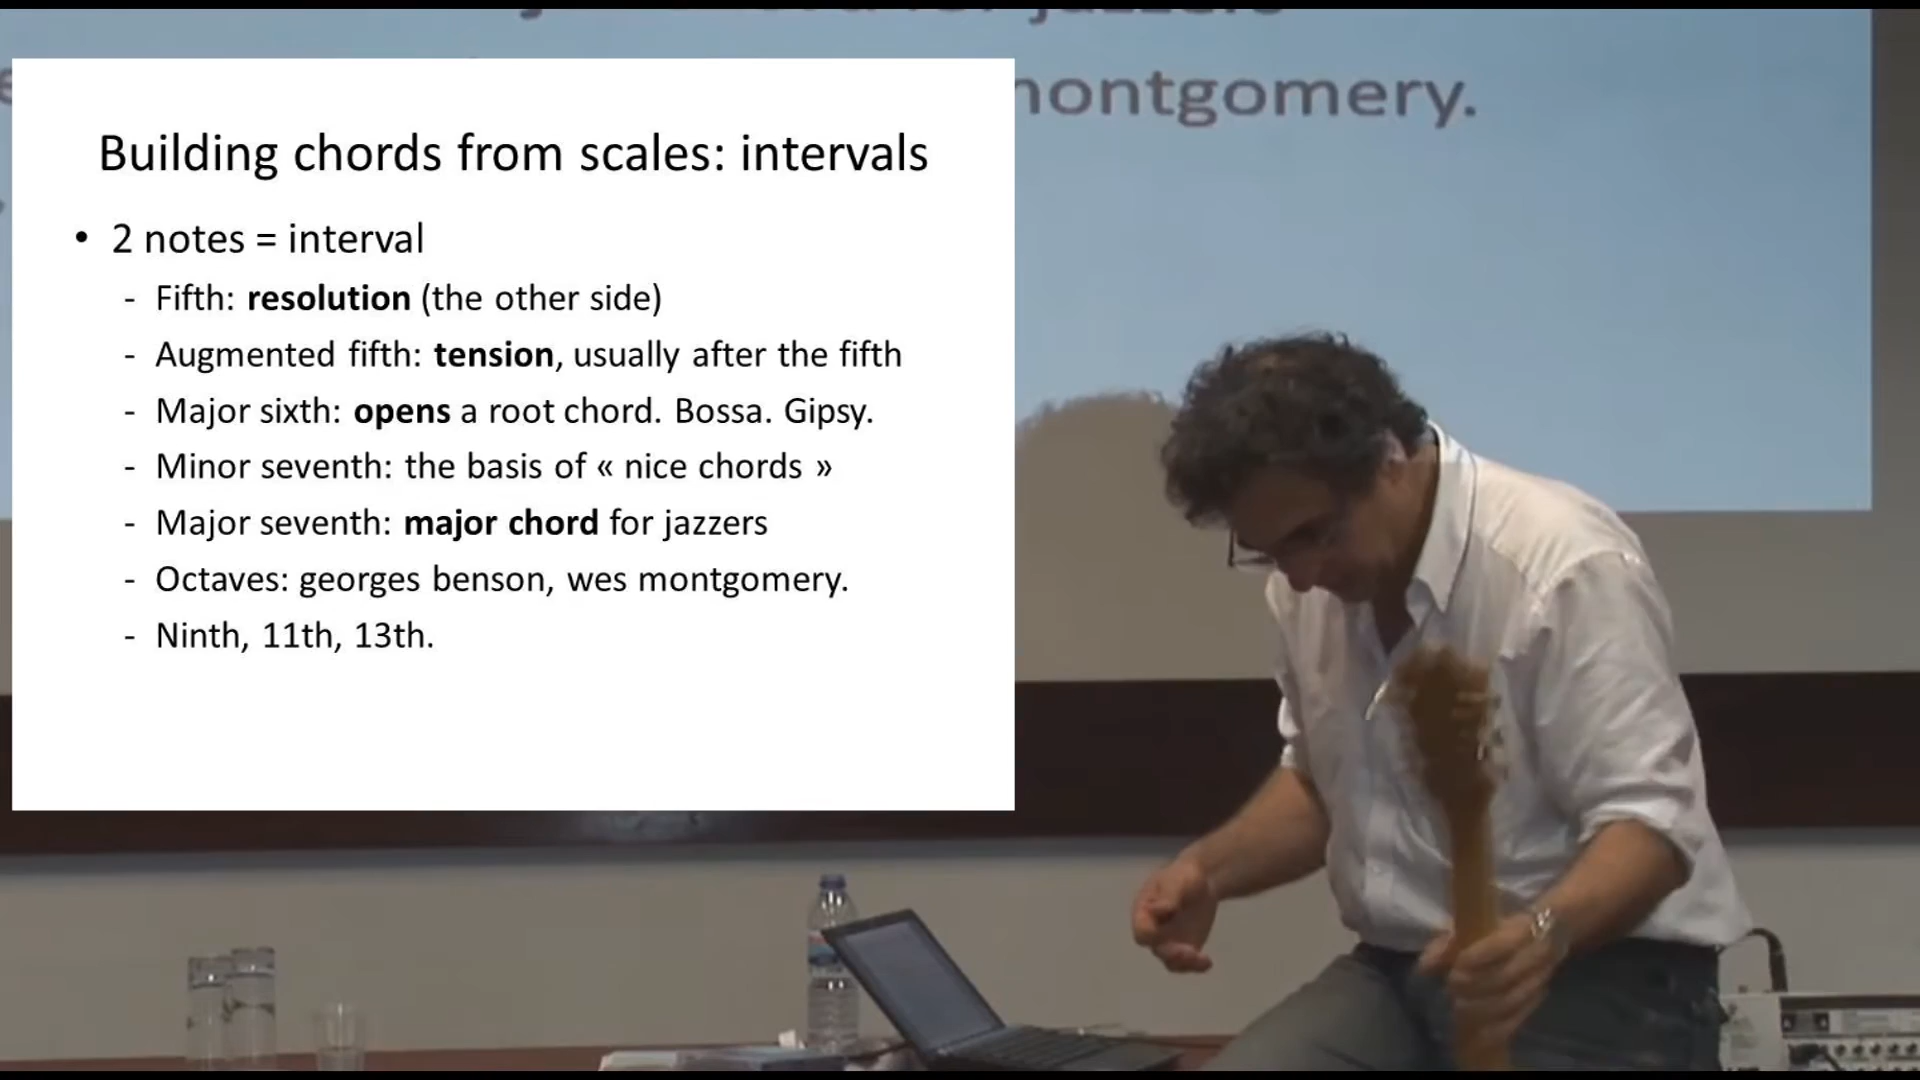 jazzers
montgomery.
Building chords from scales: intervals
• 2 notes = interval
- Fifth: resolution (the other side)
- Augmented fifth: tension, usually after the fifth
- Major sixth: opens a root chord. Bossa. Gipsy.
- Minor seventh: the basis of « nice chords »
- Major seventh: major chord for jazzers
- Octaves: georges benson, wes montgomery.
- Ninth, 11th, 13th.